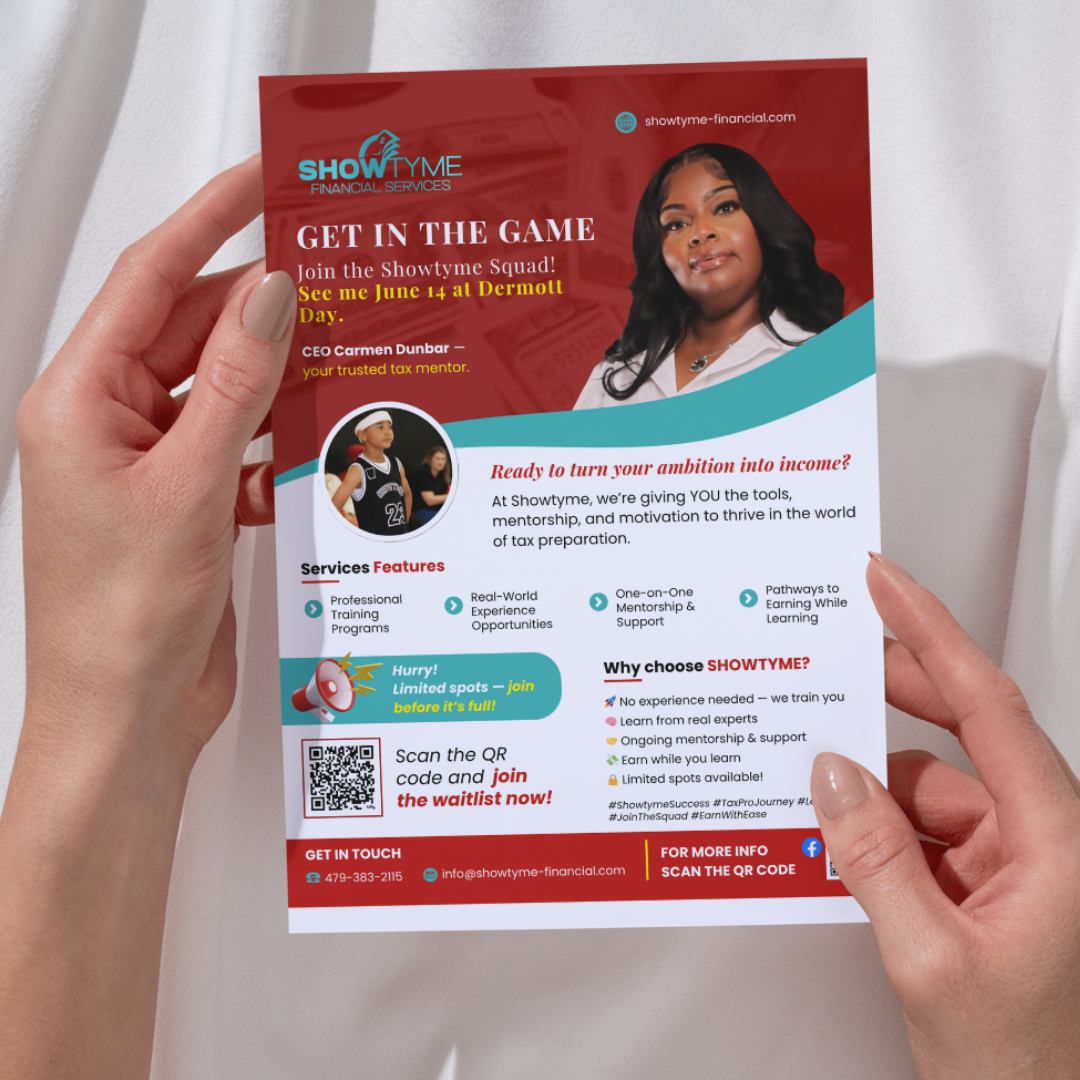 showtyme-financial.com
SHOWTYME
FINANCIAL SERVICES
GET IN THE GAME
Join the Showtyme Squad!
See me June 14 at Dermott
Day.
CEO Carmen Dunbar —
your trusted tax mentor.
Ready to turn your ambition into income?
At Showtyme, we're giving YOU the tools,
mentorship, and motivation to thrive in the world
of tax preparation.
Services Features
Professional
Training
Programs
Real-World
Experience
Opportunities
One-on-One
Mentorship &
Support
Pathways to
Earning While
Learning
Hurry!
Limited spots — join
before it's full!
Why choose SHOWTYME?
🚀 No experience needed — we train you
🧠 Learn from real experts
🤝 Ongoing mentorship & support
💸 Earn while you learn
🔒 Limited spots available!
Scan the QR
code and join
the waitlist now!
#ShowtymeSuccess #TaxProJourney
#JoinTheSquad #EarnWithEase
GET IN TOUCH
479-383-2115
info@showtyme-financial.com
FOR MORE INFO
SCAN THE QR CODE